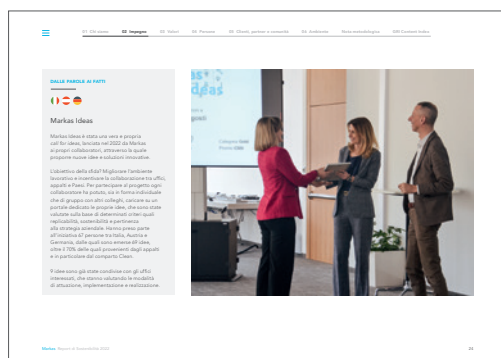 01 Chi siamo 02 Impegno 03 Valori 04 Persone 05 Clienti, partner e comunità 06 Ambiente Nota metodologica GRI Content Index
DALLE PAROLE AI FATTI
Markas Ideas
Markas Ideas è stata una vera e propria
call for ideas, lanciata nel 2022 da Markas
ai propri collaboratori, attraverso la quale
proporre nuove idee e soluzioni innovative.
L'obiettivo della sfida? Migliorare l'ambiente
lavorativo e incentivare la collaborazione tra uffici,
appalti e Paesi. Per partecipare al progetto ogni
collaboratore ha potuto, sia in forma individuale
che di gruppo con altri colleghi, caricare su un
portale dedicato le proprie idee, che sono state
valutate sulla base di determinati criteri quali
replicabilità, sostenibilità e pertinenza
alla strategia aziendale. Hanno preso parte
all'iniziativa 67 persone tra Italia, Austria e
Germania, dalle quali sono emerse 69 idee,
oltre il 70% delle quali provenienti dagli appalti
e in particolare dal comparto Clean.
9 idee sono già state condivise con gli uffici
interessati, che stanno valutando le modalità
di attuazione, implementazione e realizzazione.
deas
Categoria Gold
Markas Report di Sostenibilità 2022
23